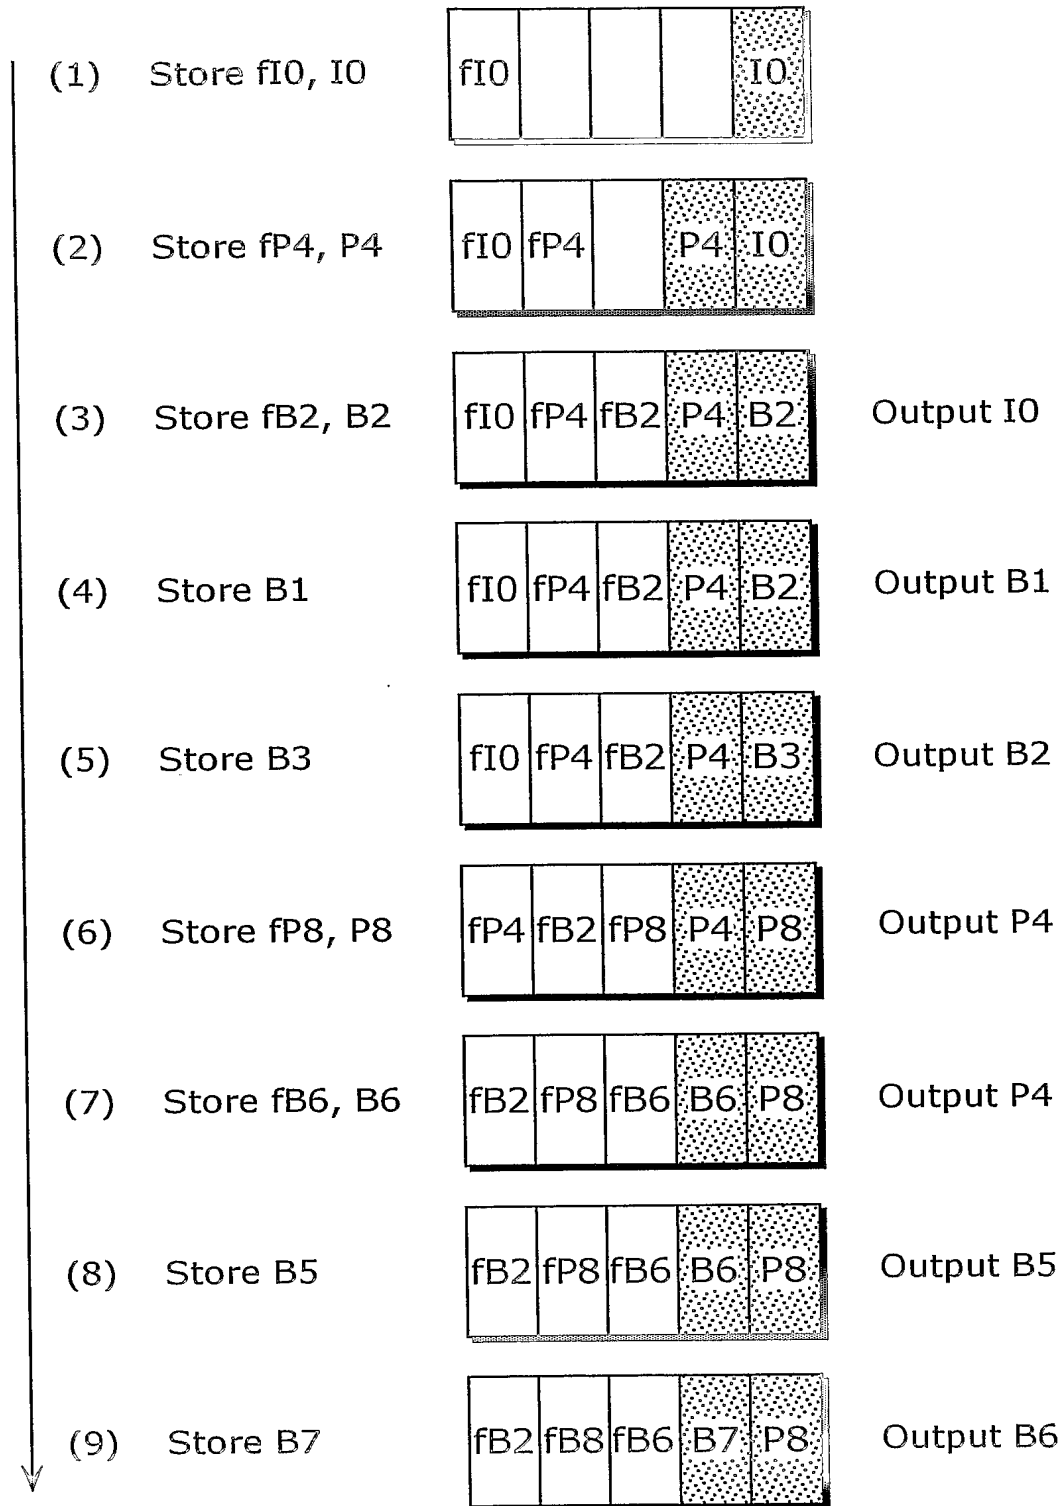 (1) Store fI0, I0 fI0 I0
(2) Store fP4, P4 fI0 fP4 P4 I0
(3) Store fB2, B2 fI0 fP4 fB2 P4 B2 Output I0
(4) Store B1 fI0 fP4 fB2 P4 B2 Output B1
(5) Store B3 fI0 fP4 fB2 P4 B3 Output B2
(6) Store fP8, P8 fP4 fB2 fP8 P4 P8 Output P4
(7) Store fB6, B6 fB2 fP8 fB6 B6 P8 Output P4
(8) Store B5 fB2 fP8 fB6 B6 P8 Output B5
(9) Store B7 fB2 fB8 fB6 B7 P8 Output B6